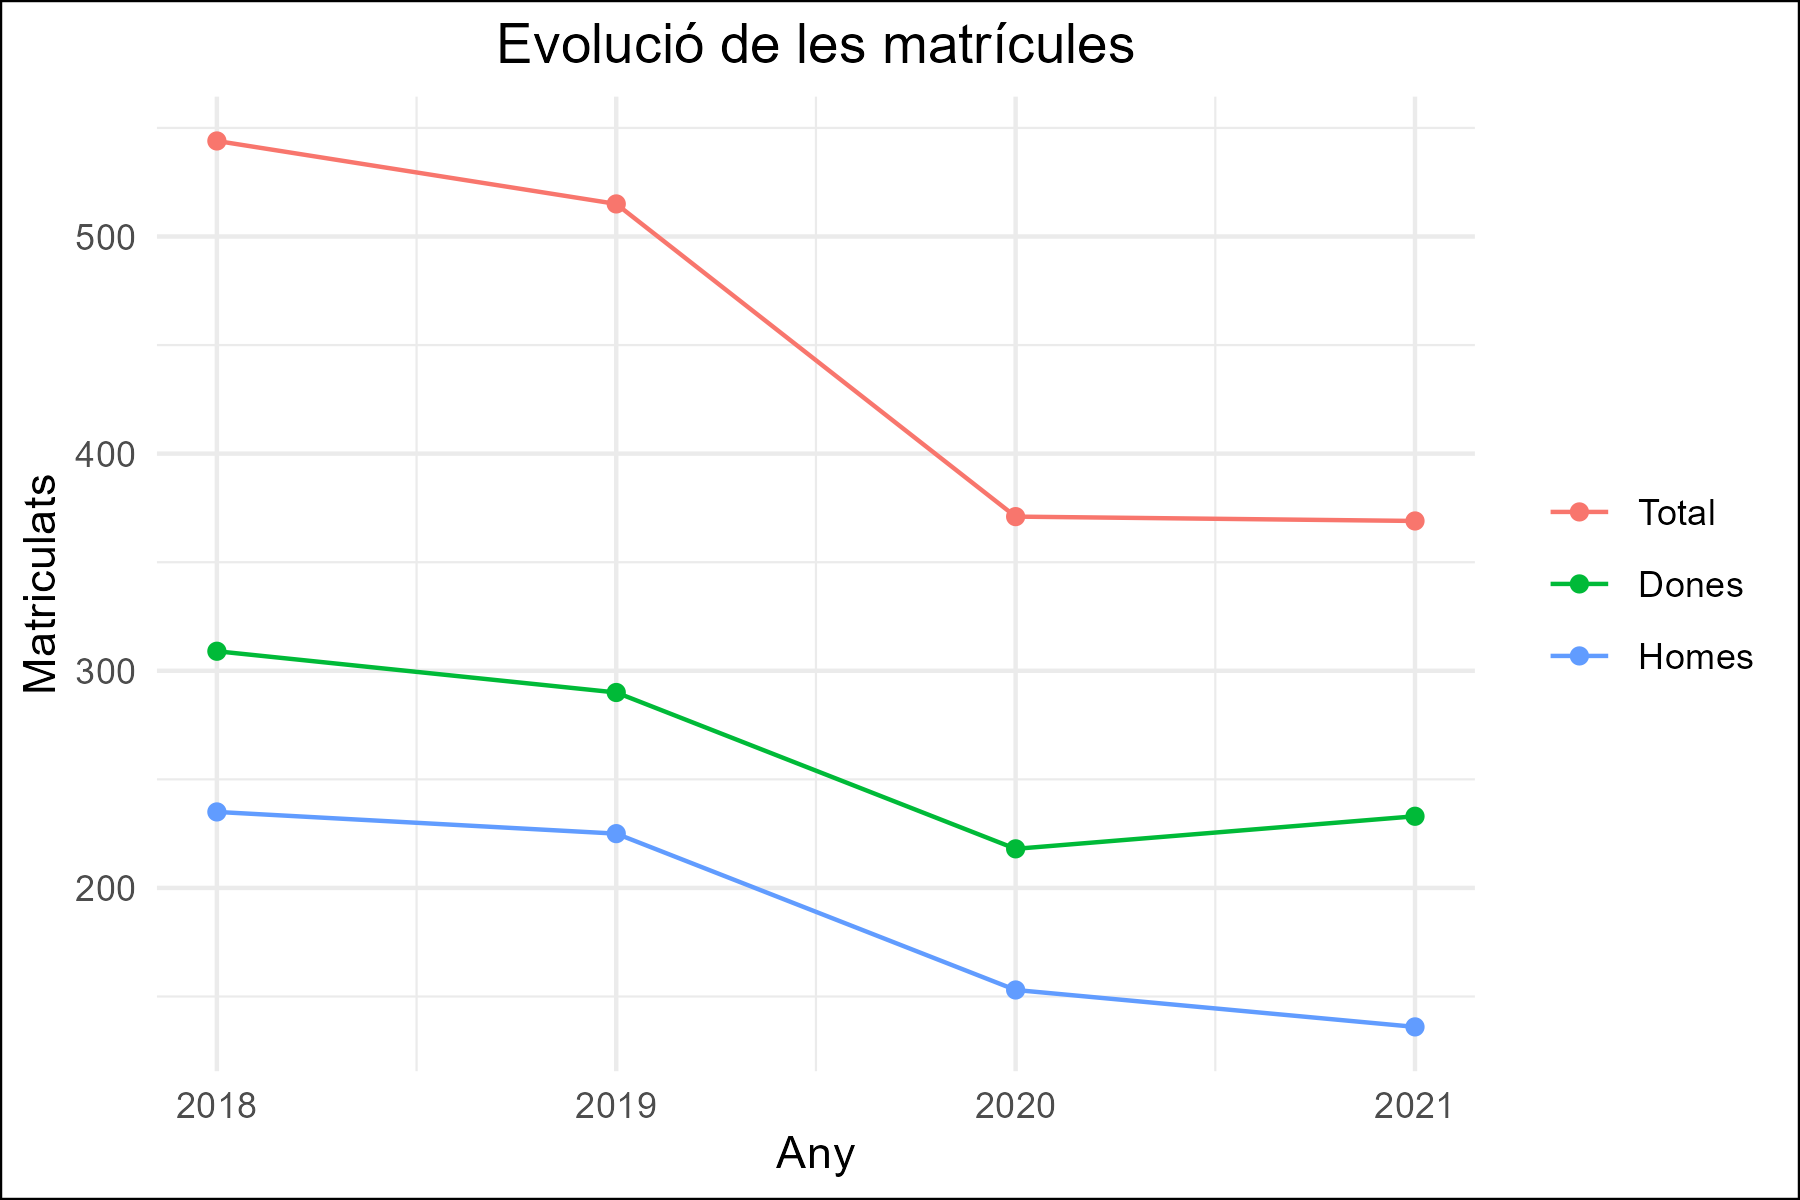 Evolució de les matrícules
500
400
300
200
Matriculats
2018
2019
2020
2021
Any
Total
Dones
Homes